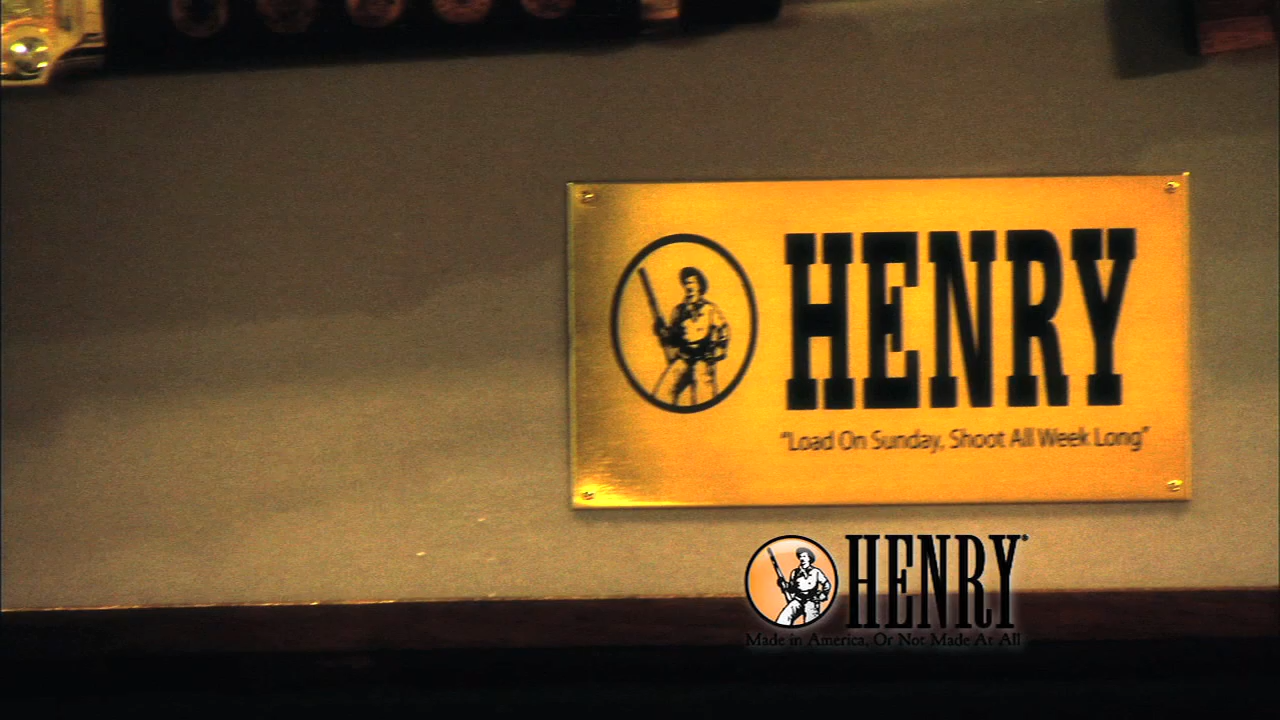 HENRY
"Load On Sunday, Shoot All Week Long"
HENRY®
Made in America, Or Not Made At All